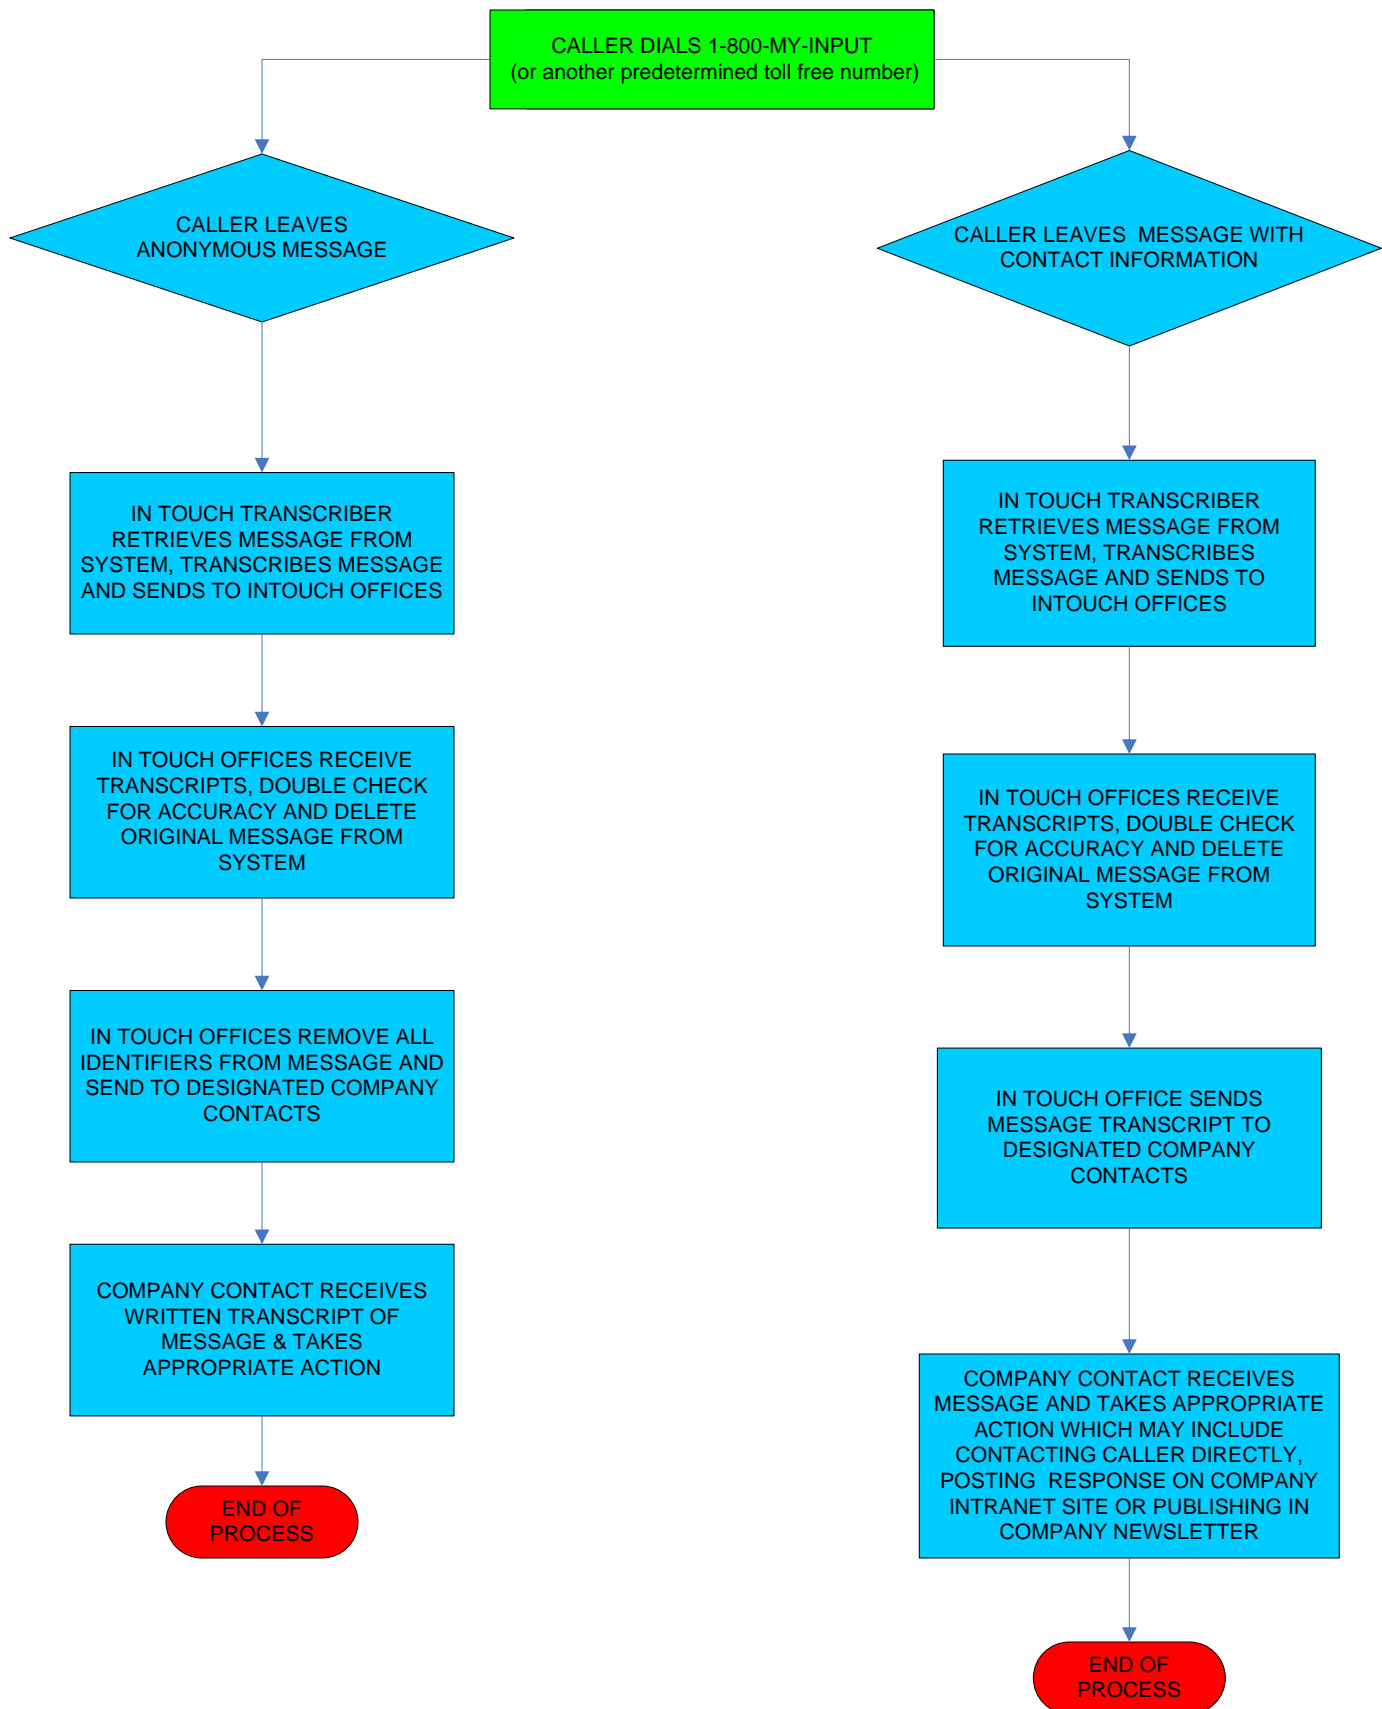 CALLER DIALS 1-800-MY-INPUT
(or another predetermined toll free number)
CALLER LEAVES
ANONYMOUS MESSAGE
IN TOUCH TRANSCRIBER
RETRIEVES MESSAGE FROM
SYSTEM, TRANSCRIBES MESSAGE
AND SENDS TO INTOUCH OFFICES
IN TOUCH OFFICES RECEIVE
TRANSCRIPTS, DOUBLE CHECK
FOR ACCURACY AND DELETE
ORIGINAL MESSAGE FROM
SYSTEM
IN TOUCH OFFICES REMOVE ALL
IDENTIFIERS FROM MESSAGE AND
SEND TO DESIGNATED COMPANY
CONTACTS
COMPANY CONTACT RECEIVES
WRITTEN TRANSCRIPT OF
MESSAGE & TAKES
APPROPRIATE ACTION
END OF
PROCESS
CALLER LEAVES MESSAGE WITH
CONTACT INFORMATION
IN TOUCH TRANSCRIBER
RETRIEVES MESSAGE FROM
SYSTEM, TRANSCRIBES
MESSAGE AND SENDS TO
INTOUCH OFFICES
IN TOUCH OFFICES RECEIVE
TRANSCRIPTS, DOUBLE CHECK
FOR ACCURACY AND DELETE
ORIGINAL MESSAGE FROM
SYSTEM
IN TOUCH OFFICE SENDS
MESSAGE TRANSCRIPT TO
DESIGNATED COMPANY
CONTACTS
COMPANY CONTACT RECEIVES
MESSAGE AND TAKES APPROPRIATE
ACTION WHICH MAY INCLUDE
CONTACTING CALLER DIRECTLY,
POSTING RESPONSE ON COMPANY
INTRANET SITE OR PUBLISHING IN
COMPANY NEWSLETTER
END OF
PROCESS